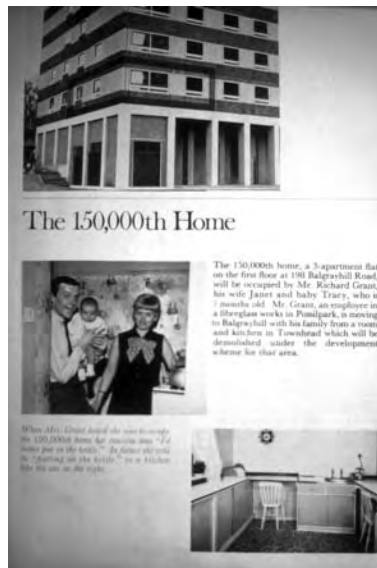 The 150,000th Home
The 150,000th home, a 3-apartment flat
on the first floor at 198 Balgrayhill Road,
will be occupied by Mr. Richard Grant,
his wife Janet and baby Tracy, who is
7 months old. Mr. Grant, an employee in
a fibreglass works in Possilpark, is moving
to Balgrayhill with his family from a room
and kitchen in Townhead which will be
demolished under the development
scheme for that area.
When Mrs. Grant heard she was to occupy
the 150,000th home her reaction was "I'd
better put on the kettle." In future she will
be "putting on the kettle" in a kitchen
like the one on the right.